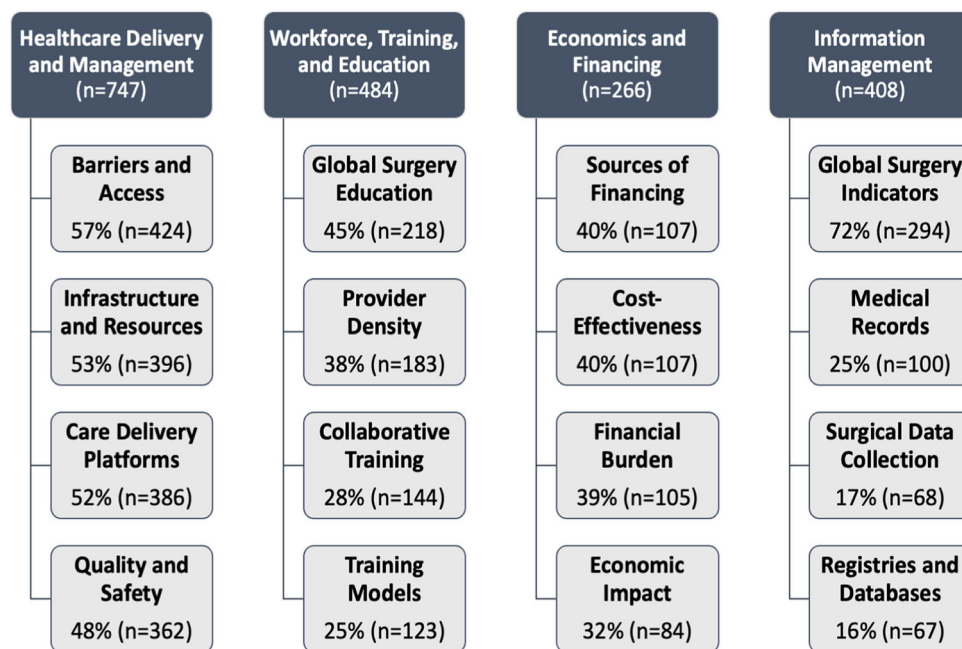 Healthcare Delivery
and Management
(n=747)
Barriers and
Access
57% (n=424)
Infrastructure
and Resources
53% (n=396)
Care Delivery
Platforms
52% (n=386)
Quality and
Safety
48% (n=362)
Workforce, Training,
and Education
(n=484)
Global Surgery
Education
45% (n=218)
Provider
Density
38% (n=183)
Collaborative
Training
28% (n=144)
Training
Models
25% (n=123)
Economics and
Financing
(n=266)
Sources of
Financing
40% (n=107)
Cost-
Effectiveness
40% (n=107)
Financial
Burden
39% (n=105)
Economic
Impact
32% (n=84)
Information
Management
(n=408)
Global Surgery
Indicators
72% (n=294)
Medical
Records
25% (n=100)
Surgical Data
Collection
17% (n=68)
Registries and
Databases
16% (n=67)